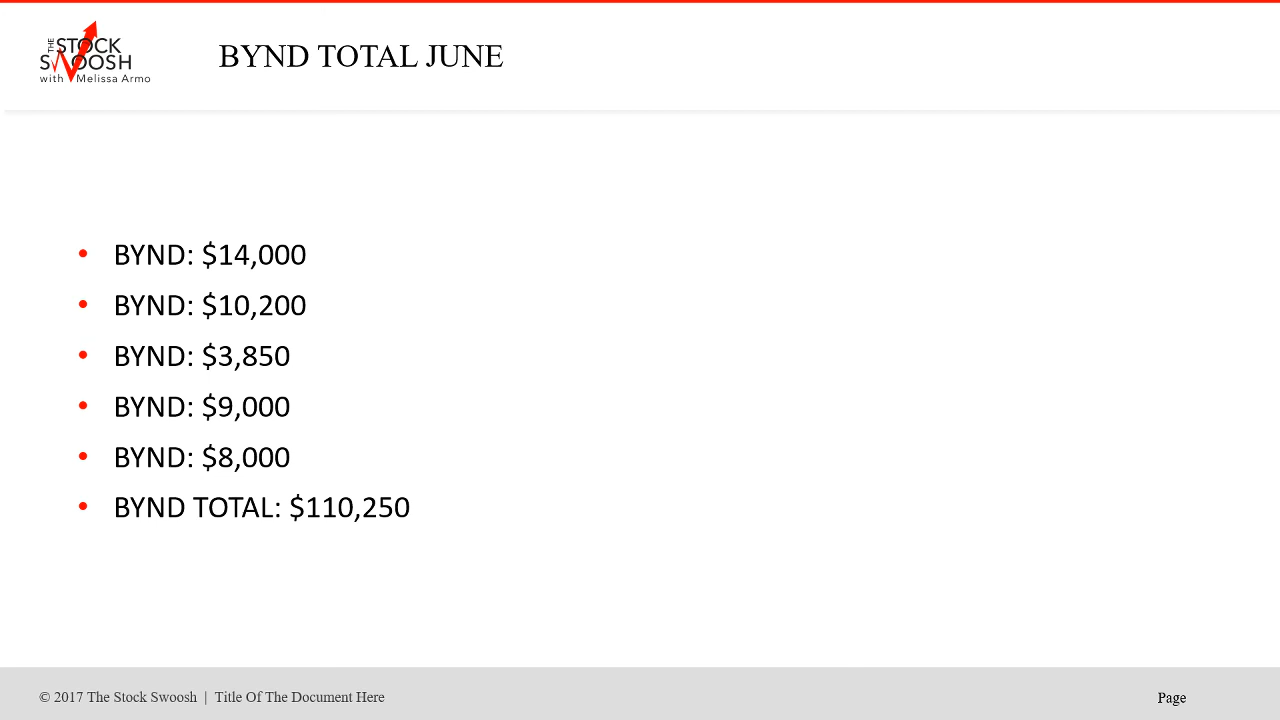 THE STOCK
SWOOSH
with Melissa Armo
BYND TOTAL JUNE
• BYND: $14,000
• BYND: $10,200
• BYND: $3,850
• BYND: $9,000
• BYND: $8,000
• BYND TOTAL: $110,250
© 2017 The Stock Swoosh | Title Of The Document Here
Page